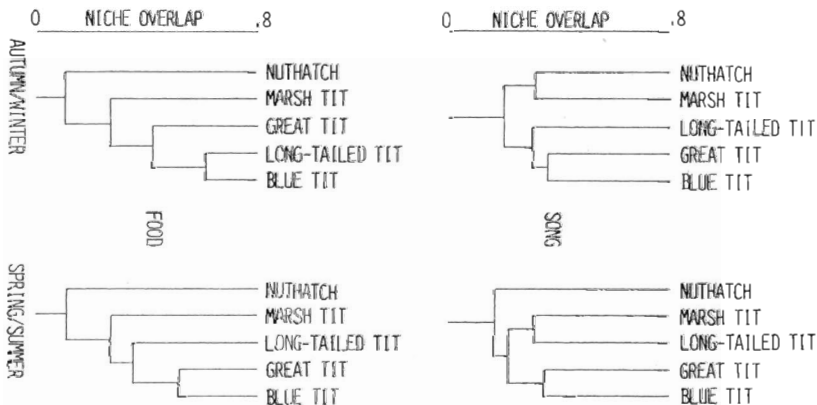 0 NICHE OVERLAP .8
0 NICHE OVERLAP .8
AUTUMN/WINTER
NUTHATCH
MARSH TIT
GREAT TIT
LONG-TAILED TIT
BLUE TIT
NUTHATCH
MARSH TIT
LONG-TAILED TIT
GREAT TIT
BLUE TIT
FOOD
SONG
SPRING/SUMMER
NUTHATCH
MARSH TIT
LONG-TAILED TIT
GREAT TIT
BLUE TIT
NUTHATCH
MARSH TIT
LONG-TAILED TIT
GREAT TIT
BLUE TIT